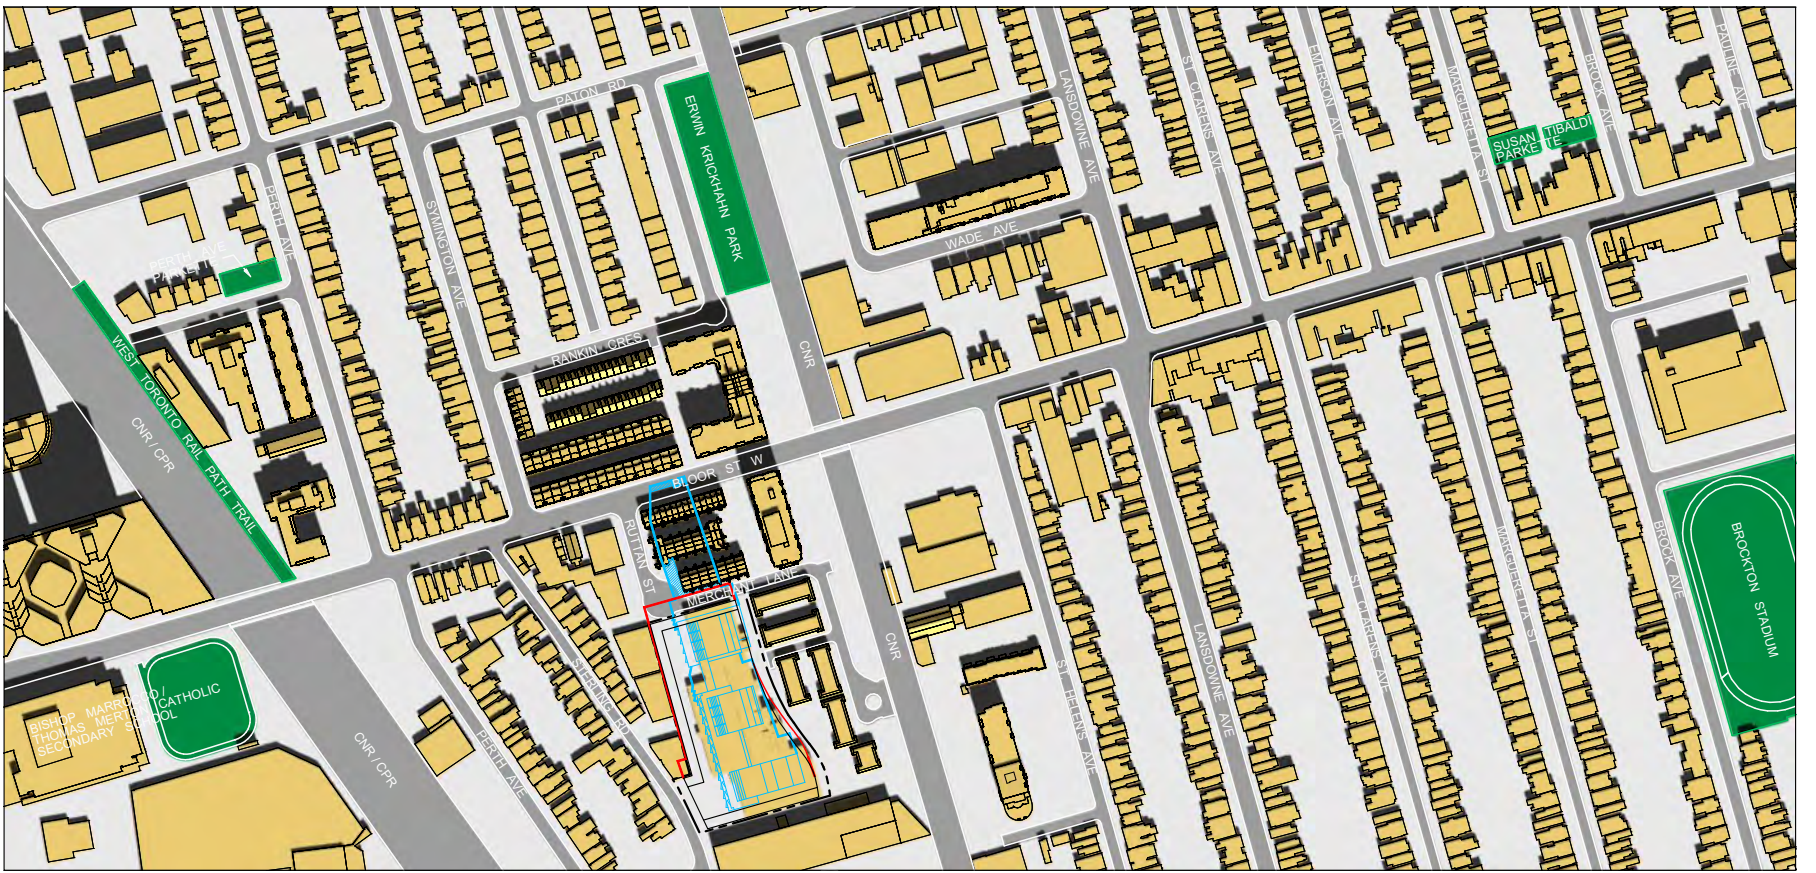 PATON RD
ERWIN KRICKHAHN PARK
LANSDOWNE AVE
ST CLARENS AVE
EMERSON AVE
MARGUERETTA ST
BROCK AVE
PAULINE AVE
SUSAN TIBALDI
PARKETTE
PERTH AVE
SYMINGTON AVE
WADE AVE
PERTH AVE
PARKETTE
RANKIN CRES
CNR
WEST TORONTO RAIL PATH TRAIL
CNR / CPR
BLOOR ST W
RUTTAN ST
MERCHANT LANE
CNR
STERLING RD
PERTH AVE
CNR / CPR
BISHOP MARROCCO /
THOMAS MERTON CATHOLIC
SECONDARY SCHOOL
ST HELENS AVE
LANSDOWNE AVE
ST CLARENS AVE
MARGUERETTA ST
BROCK AVE
BROCKTON STADIUM